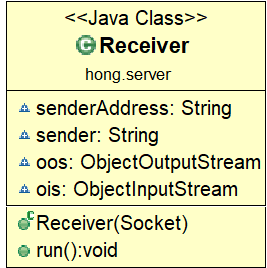 <<Java Class>>
Receiver
hong.server
senderAddress: String
sender: String
oos: ObjectOutputStream
ois: ObjectInputStream
Receiver(Socket)
run():void